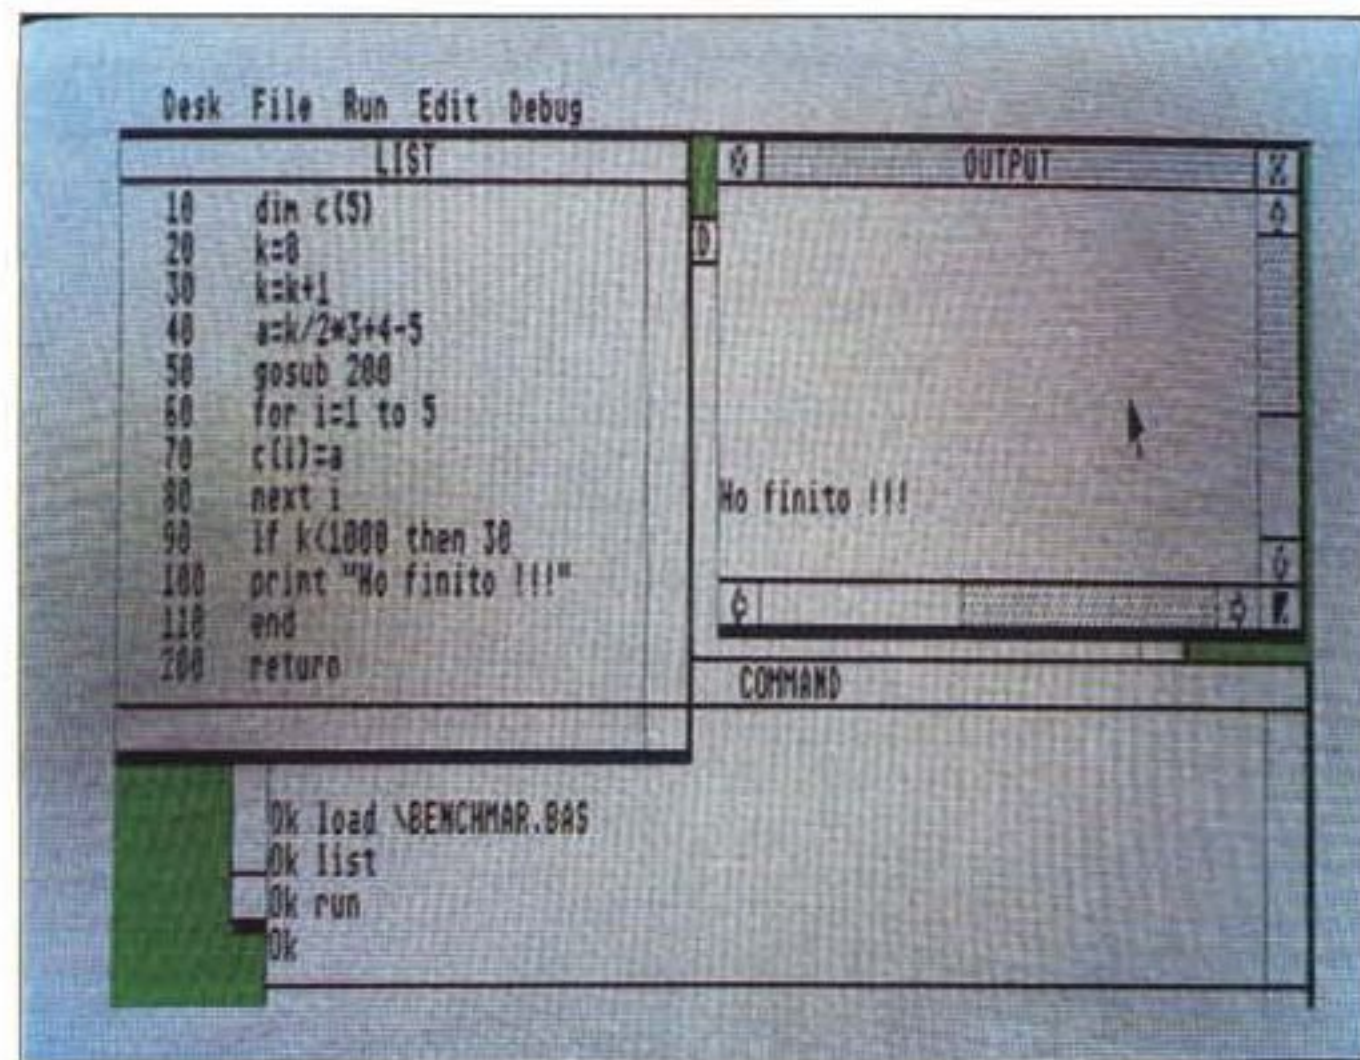 Desk File Run Edit Debug
LIST
10 dim c(5)
20 k=0
30 k=k+1
40 a=k/2*3+4-5
50 gosub 200
60 for i=1 to 5
70 c(i)=a
80 next i
90 if k<1000 then 30
100 print "Ho finito !!!"
110 end
200 return
D
OUTPUT
Ho finito !!!
COMMAND
Ok load \BENCHMAR.BAS
Ok list
Ok run
Ok